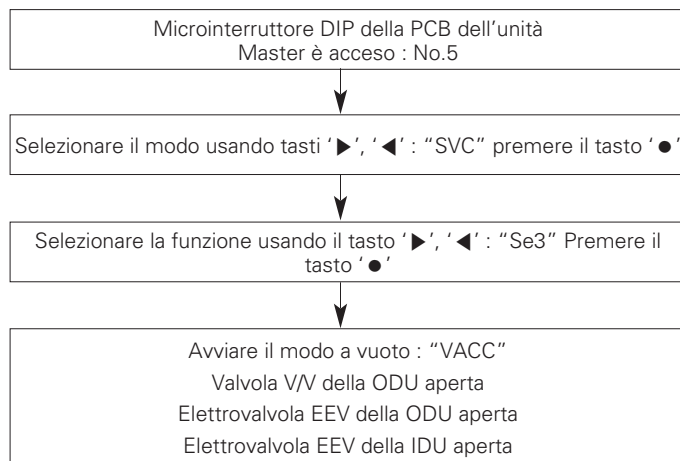 Microinterruttore DIP della PCB dell'unità
Master è acceso : No.5
Selezionare il modo usando tasti ‘▶’, ‘◀’ : “SVC” premere il tasto ‘●’
Selezionare la funzione usando il tasto ‘▶’, ‘◀’ : “Se3” Premere il
tasto ‘●’
Avviare il modo a vuoto : “VACC”
Valvola V/V della ODU aperta
Elettrovalvola EEV della ODU aperta
Elettrovalvola EEV della IDU aperta